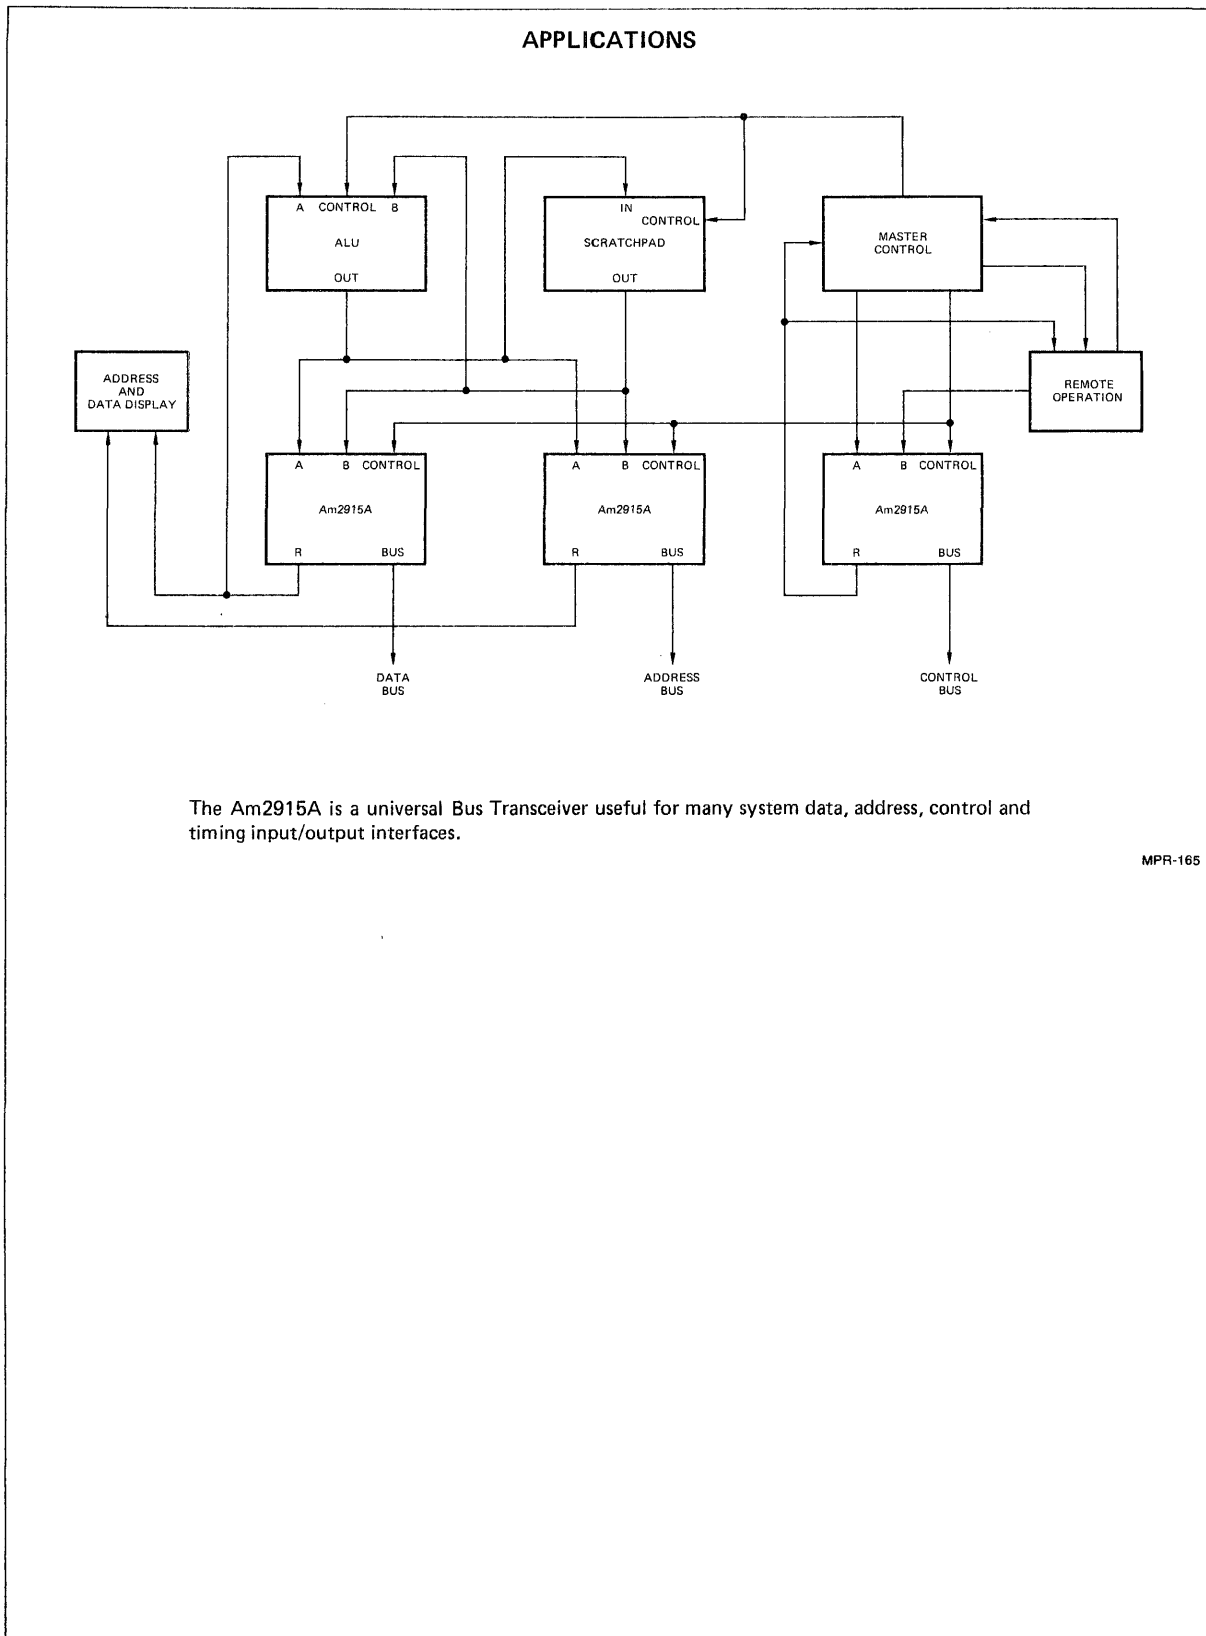 APPLICATIONS
A CONTROL B
ALU
OUT
IN
CONTROL
SCRATCHPAD
OUT
MASTER
CONTROL
ADDRESS
AND
DATA DISPLAY
REMOTE
OPERATION
A B CONTROL
Am2915A
R BUS
A B CONTROL
Am2915A
R BUS
A B CONTROL
Am2915A
R BUS
DATA
BUS
ADDRESS
BUS
CONTROL
BUS
The Am2915A is a universal Bus Transceiver useful for many system data, address, control and
timing input/output interfaces.
MPR-165